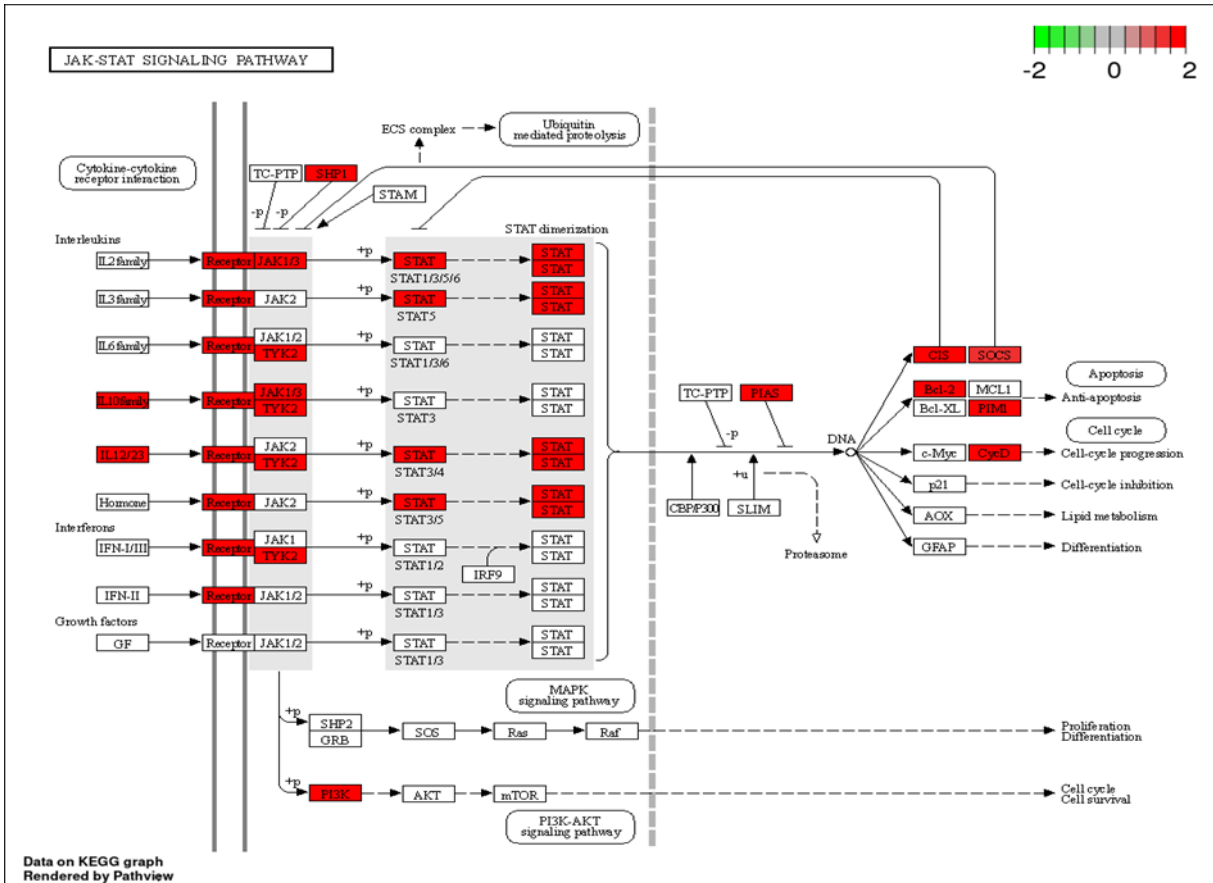 JAK-STAT SIGNALING PATHWAY
-2 0 2
Cytokine-cytokine
receptor interaction
ECS complex
Ubiquitin
mediated proteolysis
TC-PTP SHP1
STAM
-p -p
STAT dimerization
Interleukins
IL2 family Receptor JAK1/3 +p STAT STAT
STAT
STAT1/3/5/6
IL3 family Receptor JAK2 +p STAT STAT
STAT
STAT5
IL6 family Receptor JAK1/2 +p STAT STAT
TYK2 STAT
STAT1/3/6
IL10 family Receptor JAK1/3 +p STAT STAT
TYK2 STAT
STAT3
IL12/23 Receptor JAK2 +p STAT STAT
TYK2 STAT
STAT3/4
Hormone Receptor JAK2 +p STAT STAT
STAT
STAT3/5
Interferons
IFN-I/III Receptor JAK1 +p STAT STAT
TYK2 STAT
STAT1/2
IRF9
IFN-II Receptor JAK1/2 +p STAT STAT
STAT
STAT1/3
Growth factors
GF Receptor JAK1/2 +p STAT STAT
STAT
STAT1/3
TC-PTP PIAS
-p
+u
CBP/P300 SLIM
Proteasome
DNA
CIS SOCS
Bcl-2 MCL1
Bcl-XL PIM1
Apoptosis
Anti-apoptosis
Cell cycle
c-Myc CycD Cell-cycle progression
p21 Cell-cycle inhibition
AOX Lipid metabolism
GFAP Differentiation
MAPK
signaling pathway
+p
SHP2
GRB
SOS Ras Raf
Proliferation
Differentiation
+p
PI3K AKT mTOR
Cell cycle
Cell survival
PI3K-AKT
signaling pathway
Data on KEGG graph
Rendered by Pathview